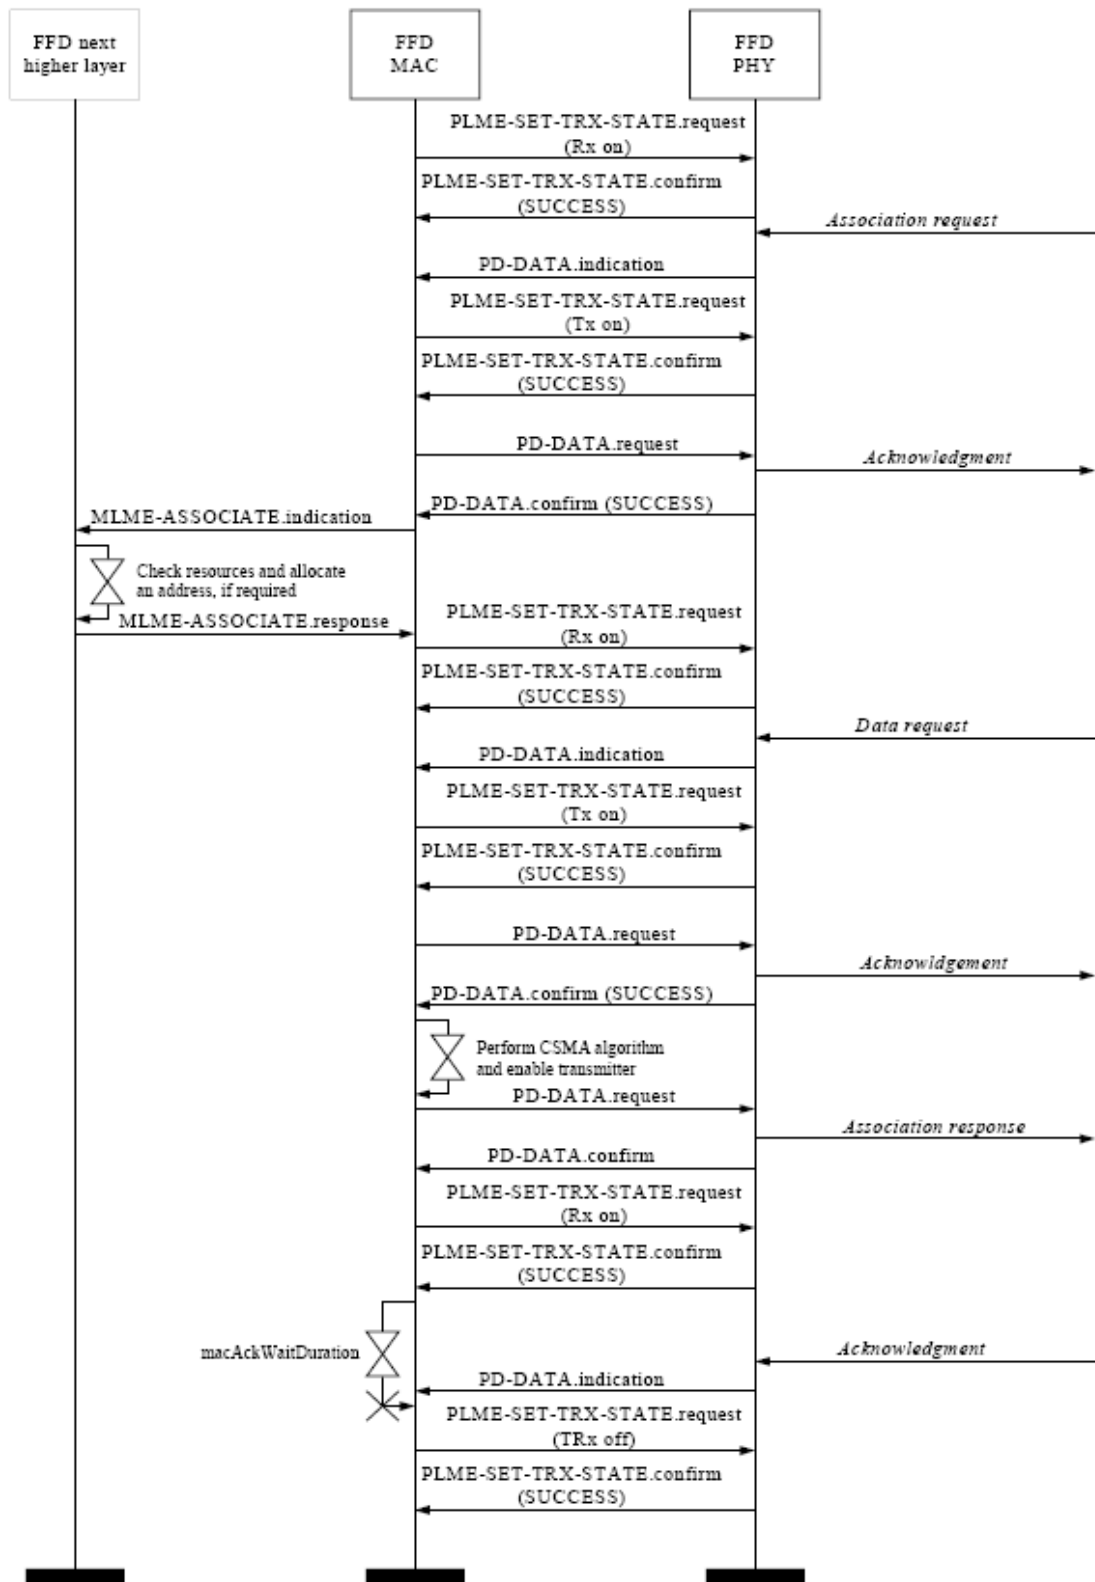 FFD next
higher layer
FFD
MAC
FFD
PHY
PLME-SET-TRX-STATE.request
(Rx on)
PLME-SET-TRX-STATE.confirm
(SUCCESS)
Association request
PD-DATA.indication
PLME-SET-TRX-STATE.request
(Tx on)
PLME-SET-TRX-STATE.confirm
(SUCCESS)
PD-DATA.request
Acknowledgment
PD-DATA.confirm (SUCCESS)
MLME-ASSOCIATE.indication
Check resources and allocate
an address, if required
MLME-ASSOCIATE.response
PLME-SET-TRX-STATE.request
(Rx on)
PLME-SET-TRX-STATE.confirm
(SUCCESS)
Data request
PD-DATA.indication
PLME-SET-TRX-STATE.request
(Tx on)
PLME-SET-TRX-STATE.confirm
(SUCCESS)
PD-DATA.request
Acknowldgement
PD-DATA.confirm (SUCCESS)
Perform CSMA algorithm
and enable transmitter
PD-DATA.request
Association response
PD-DATA.confirm
PLME-SET-TRX-STATE.request
(Rx on)
PLME-SET-TRX-STATE.confirm
(SUCCESS)
macAckWaitDuration
Acknowledgment
PD-DATA.indication
PLME-SET-TRX-STATE.request
(TRx off)
PLME-SET-TRX-STATE.confirm
(SUCCESS)